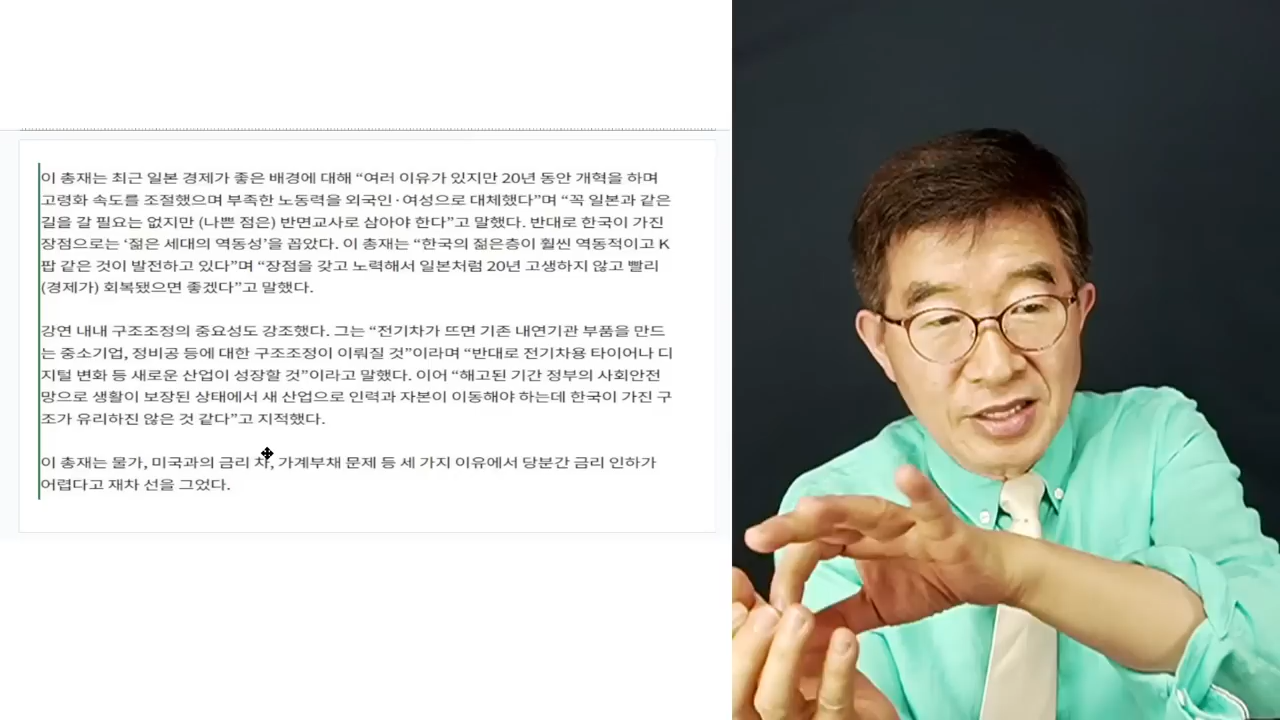 이 총재는 최근 일본 경제가 좋은 배경에 대해 “여러 이유가 있지만 20년 동안 개혁을 하며
고령화 속도를 조절했으며 부족한 노동력을 외국인·여성으로 대체했다”며 “꼭 일본과 같은
길을 갈 필요는 없지만 (나쁜 점은) 반면교사로 삼아야 한다”고 말했다. 반대로 한국이 가진
장점으로는 ‘젊은 세대의 역동성’을 꼽았다. 이 총재는 “한국의 젊은층이 훨씬 역동적이고 K
팝 같은 것이 발전하고 있다”며 “장점을 갖고 노력해서 일본처럼 20년 고생하지 않고 빨리
(경제가) 회복됐으면 좋겠다”고 말했다.
강연 내내 구조조정의 중요성도 강조했다. 그는 “전기차가 뜨면 기존 내연기관 부품을 만드
는 중소기업, 정비공 등에 대한 구조조정이 이뤄질 것”이라며 “반대로 전기차용 타이어나 디
지털 변화 등 새로운 산업이 성장할 것”이라고 말했다. 이어 “해고된 기간 정부의 사회안전
망으로 생활이 보장된 상태에서 새 산업으로 인력과 자본이 이동해야 하는데 한국이 가진 구
조가 유리하진 않은 것 같다”고 지적했다.
이 총재는 물가, 미국과의 금리 차, 가계부채 문제 등 세 가지 이유에서 당분간 금리 인하가
어렵다고 재차 선을 그었다.